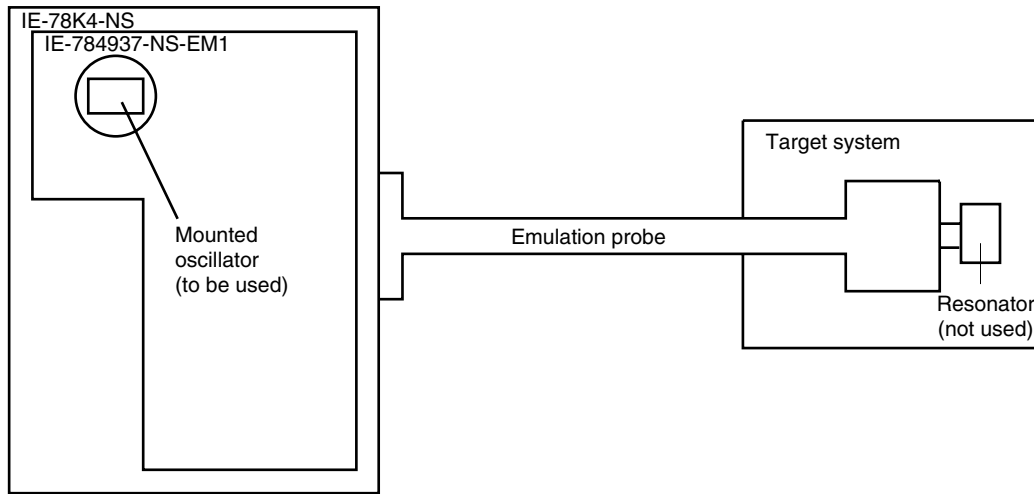 IE-78K4-NS
IE-784937-NS-EM1
Target system
Mounted
oscillator
(to be used)
Emulation probe
Resonator
(not used)